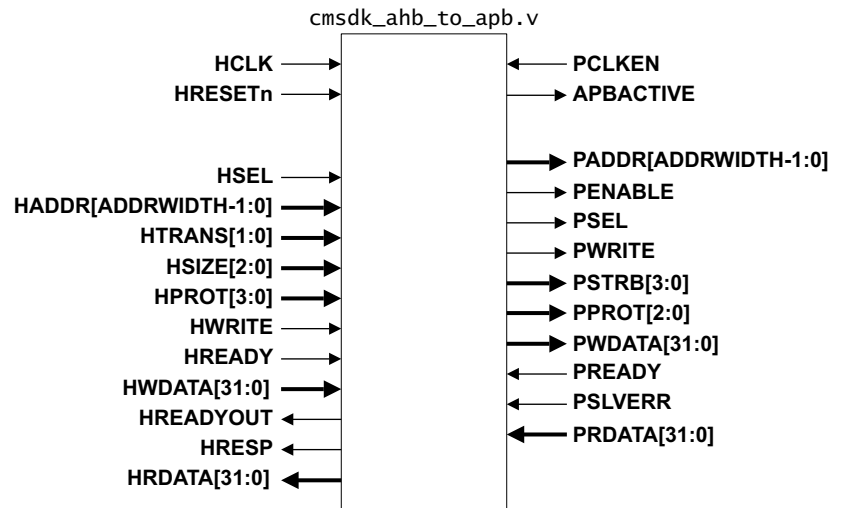 cmsdk_ahb_to_apb.v
HCLK
PCLKEN
HRESETn
APBACTIVE
PADDR[ADDRWIDTH-1:0]
HSEL
PENABLE
HADDR[ADDRWIDTH-1:0]
PSEL
HTRANS[1:0]
PWRITE
HSIZE[2:0]
PSTRB[3:0]
HPROT[3:0]
PPROT[2:0]
HWRITE
PWDATA[31:0]
HREADY
PREADY
HWDATA[31:0]
PSLVERR
HREADYOUT
PRDATA[31:0]
HRESP
HRDATA[31:0]